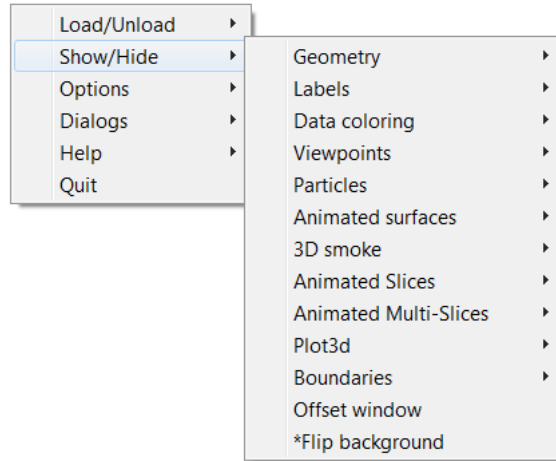 Load/Unload
Show/Hide
Options
Dialogs
Help
Quit
Geometry
Labels
Data coloring
Viewpoints
Particles
Animated surfaces
3D smoke
Animated Slices
Animated Multi-Slices
Plot3d
Boundaries
Offset window
*Flip background